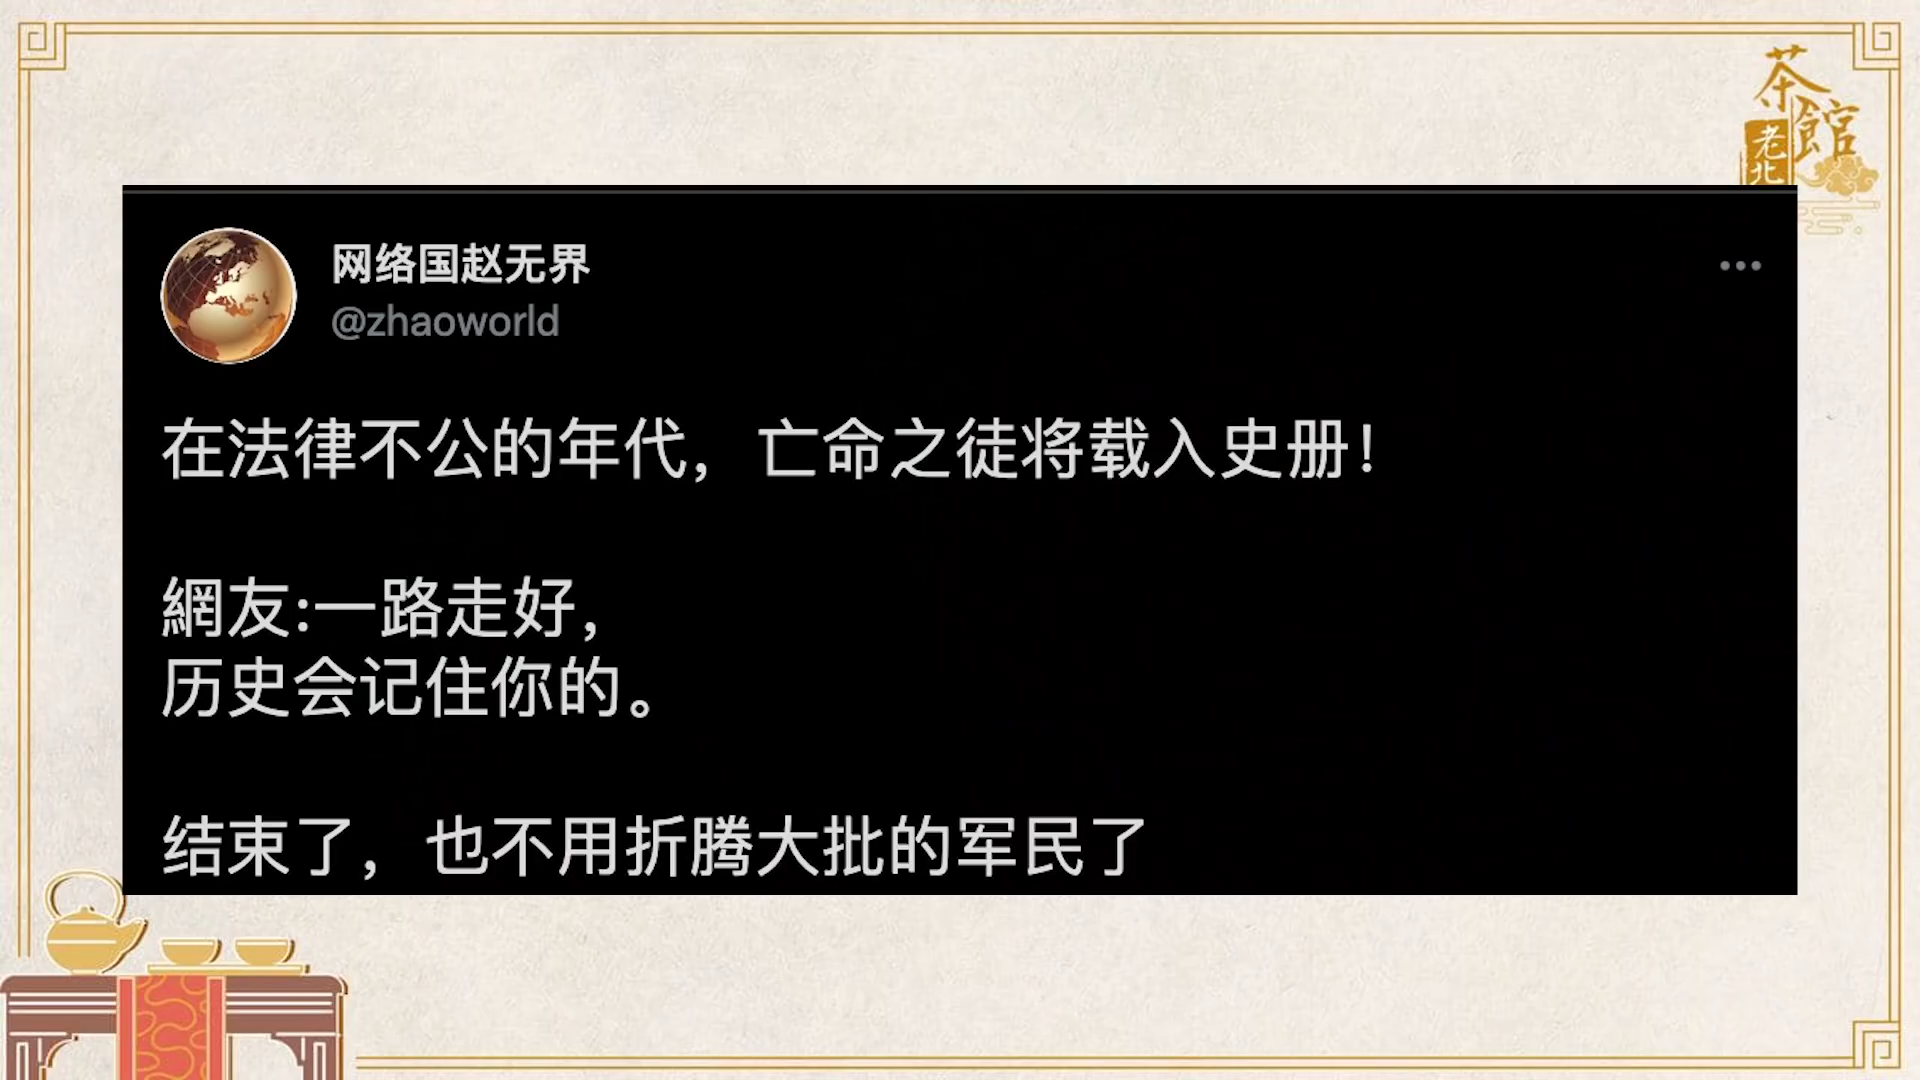 茶館
老北
网络国赵无界
@zhaoworld
在法律不公的年代，亡命之徒将载入史册！
網友:一路走好，
历史会记住你的。
结束了，也不用折腾大批的军民了